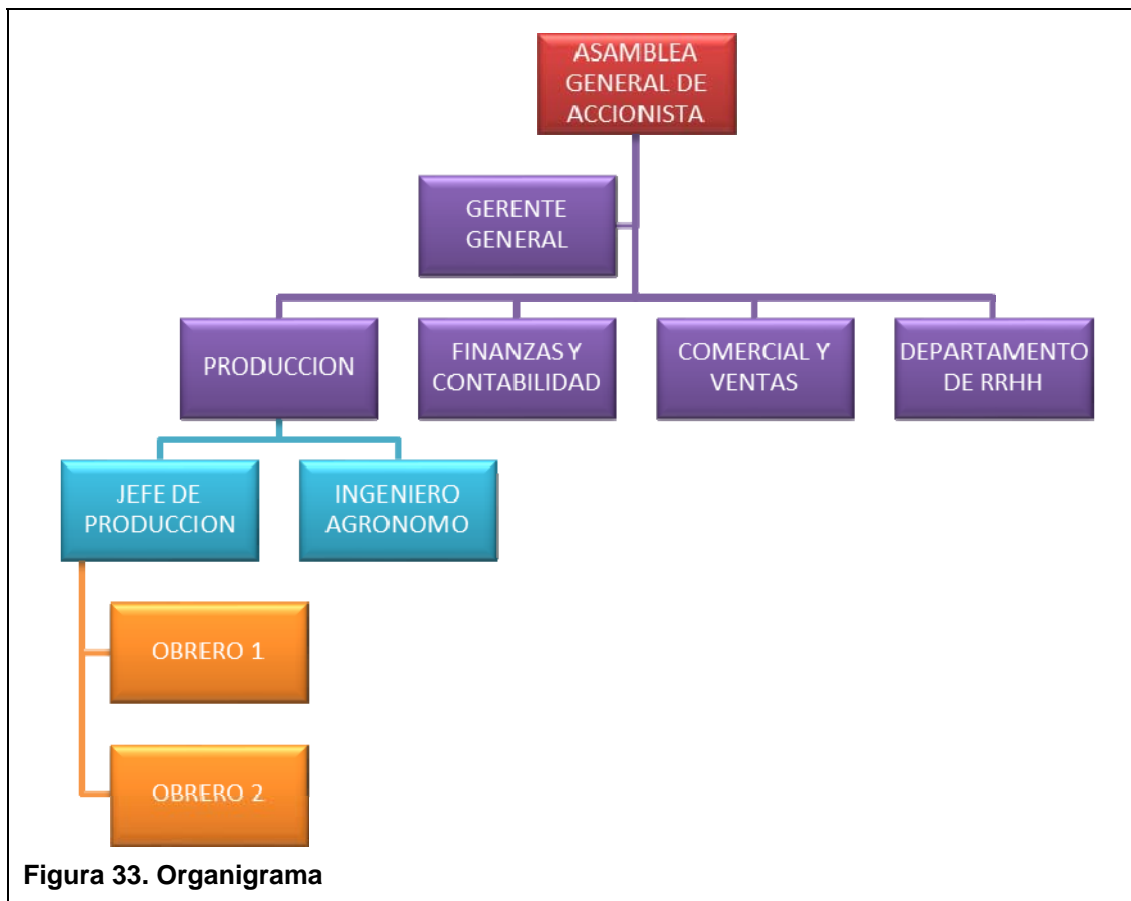 ASAMBLEA
GENERAL DE
ACCIONISTA
GERENTE
GENERAL
PRODUCCION
FINANZAS Y
CONTABILIDAD
COMERCIAL Y
VENTAS
DEPARTAMENTO
DE RRHH
JEFE DE
PRODUCCION
INGENIERO
AGRONOMO
OBRERO 1
OBRERO 2
Figura 33. Organigrama